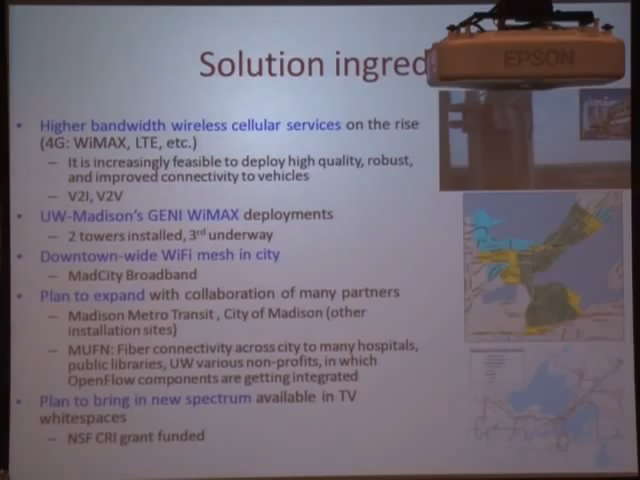 Solution ingred
EPSON
• Higher bandwidth wireless cellular services on the rise
(4G: WiMAX, LTE, etc.)
– It is increasingly feasible to deploy high quality, robust,
and improved connectivity to vehicles
– V2I, V2V
• UW-Madison's GENI WiMAX deployments
– 2 towers installed, 3rd underway
• Downtown-wide WiFi mesh in city
– MadCity Broadband
• Plan to expand with collaboration of many partners
– Madison Metro Transit , City of Madison (other
installation sites)
– MUFN: Fiber connectivity across city to many hospitals,
public libraries, UW various non-profits, in which
OpenFlow components are getting integrated
• Plan to bring in new spectrum available in TV
whitespaces
– NSF CRI grant funded